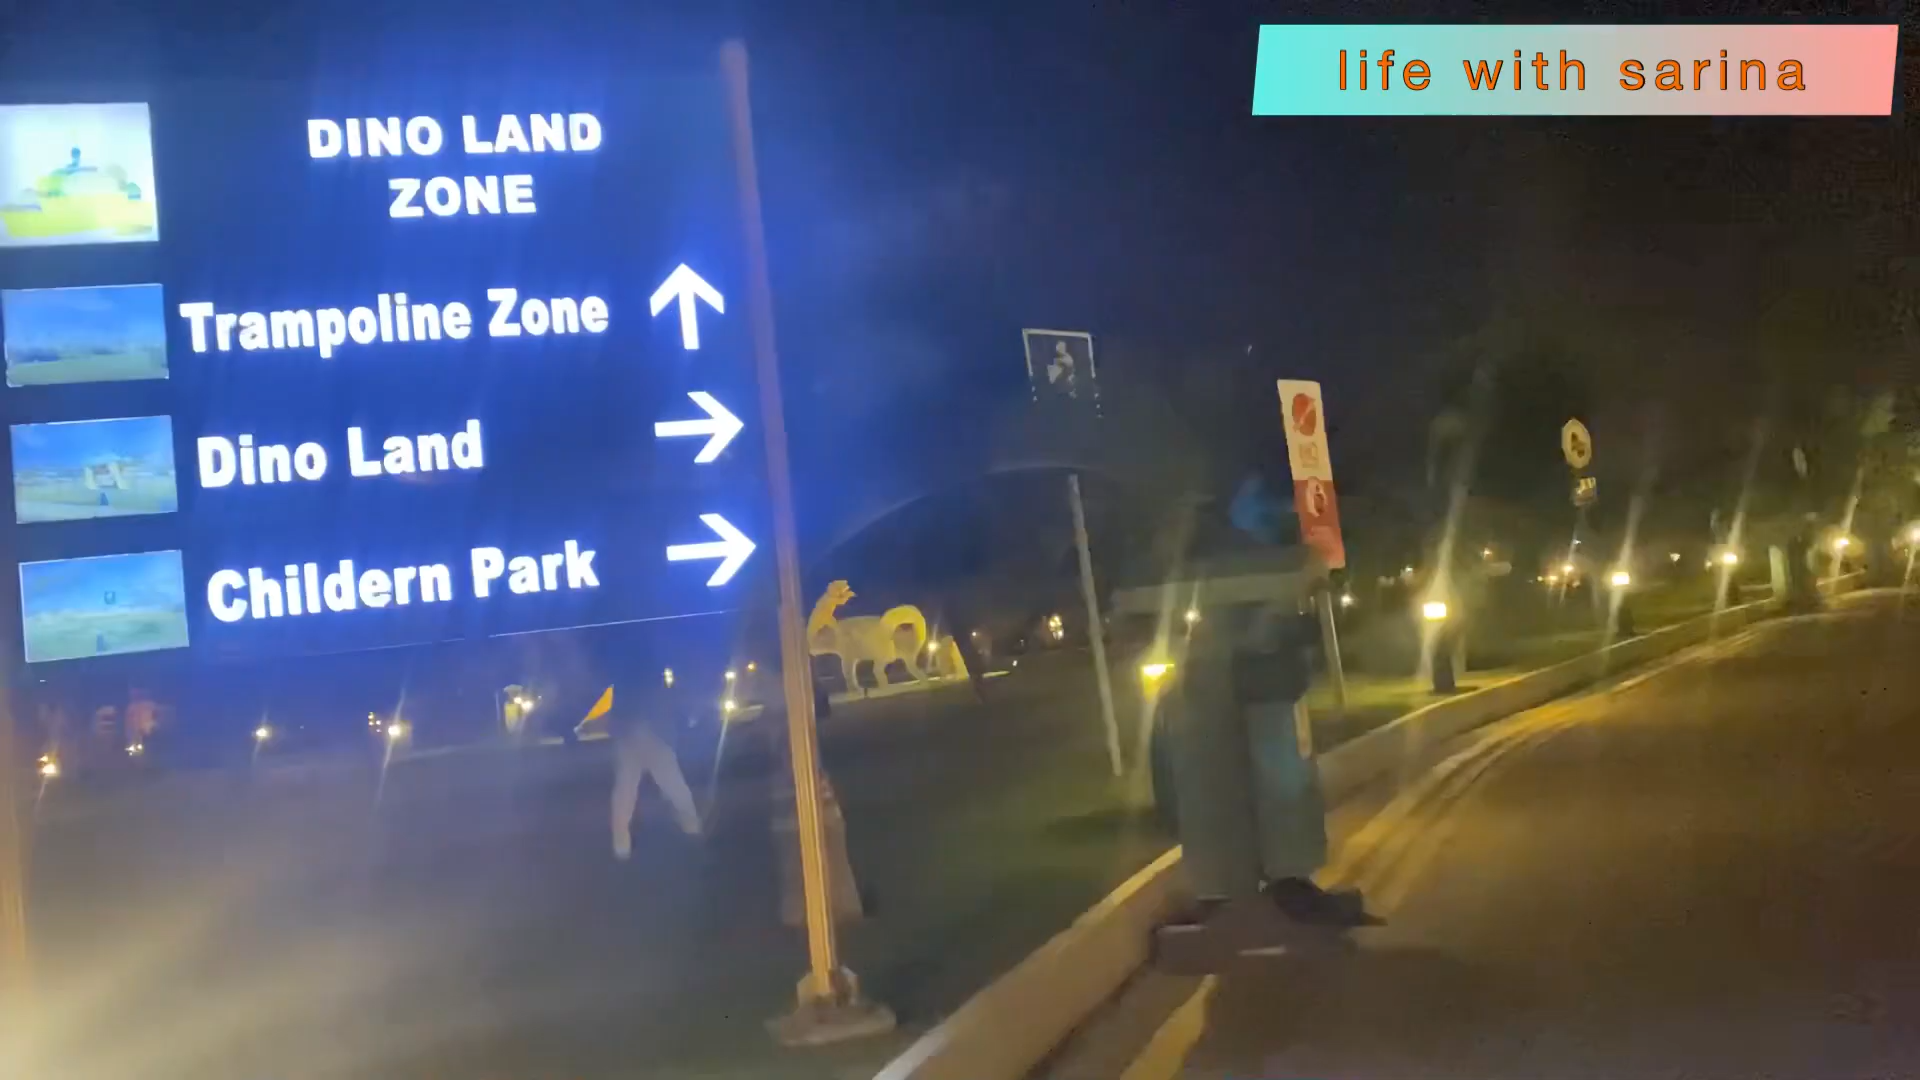 life with sarina
DINO LAND
ZONE
Trampoline Zone
Dino Land
Childern Park